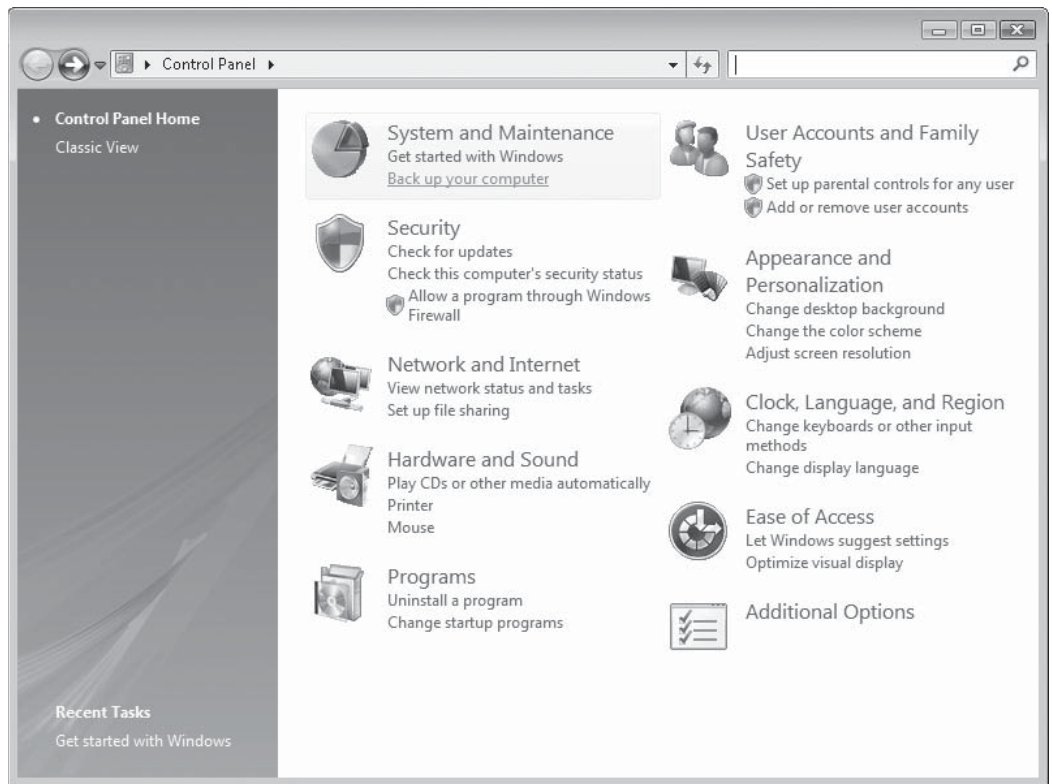 Control Panel
Control Panel Home
Classic View
System and Maintenance
Get started with Windows
Back up your computer
Security
Check for updates
Check this computer's security status
Allow a program through Windows
Firewall
Network and Internet
View network status and tasks
Set up file sharing
Hardware and Sound
Play CDs or other media automatically
Printer
Mouse
Programs
Uninstall a program
Change startup programs
User Accounts and Family
Safety
Set up parental controls for any user
Add or remove user accounts
Appearance and
Personalization
Change desktop background
Change the color scheme
Adjust screen resolution
Clock, Language, and Region
Change keyboards or other input
methods
Change display language
Ease of Access
Let Windows suggest settings
Optimize visual display
Additional Options
Recent Tasks
Get started with Windows